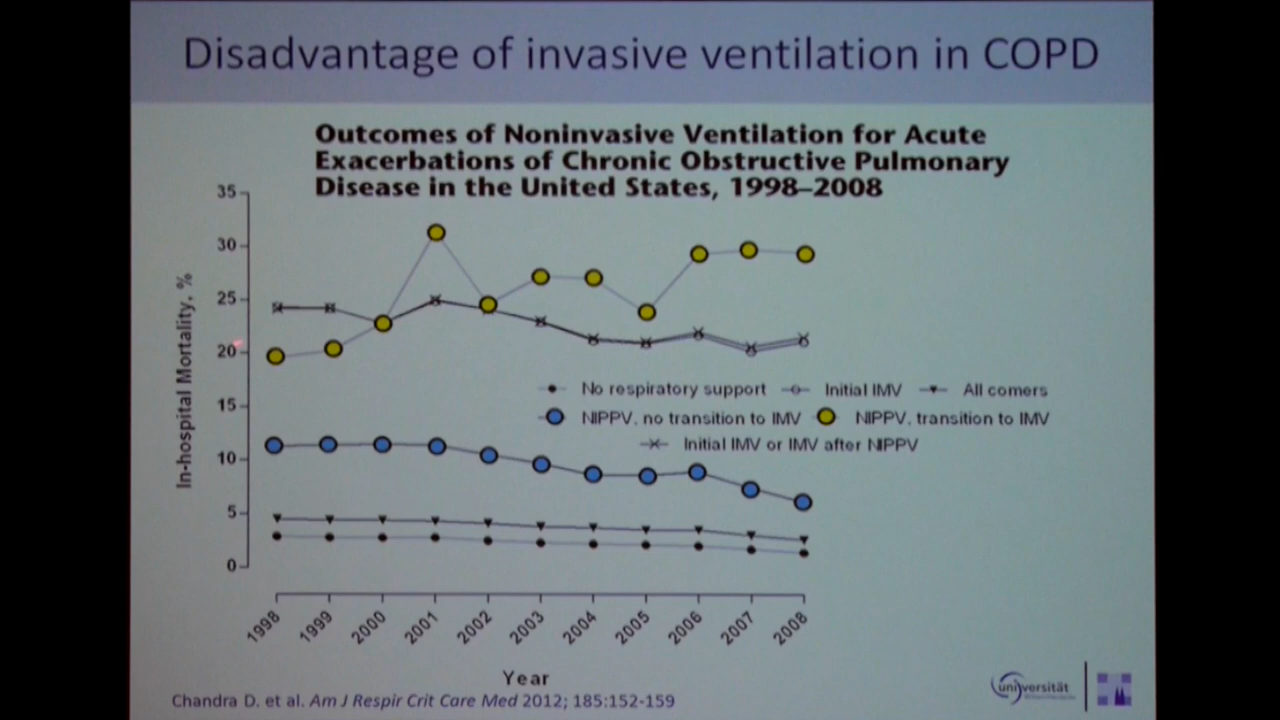 Disadvantage of invasive ventilation in COPD
Outcomes of Noninvasive Ventilation for Acute
Exacerbations of Chronic Obstructive Pulmonary
Disease in the United States, 1998–2008
35
30
25
20
15
10
5
0
In-hospital Mortality, %
No respiratory support
Initial IMV
All comers
NIPPV, no transition to IMV
NIPPV, transition to IMV
Initial IMV or IMV after NIPPV
1998
1999
2000
2001
2002
2003
2004
2005
2006
2007
2008
Year
Chandra D. et al. Am J Respir Crit Care Med 2012; 185:152-159
universität